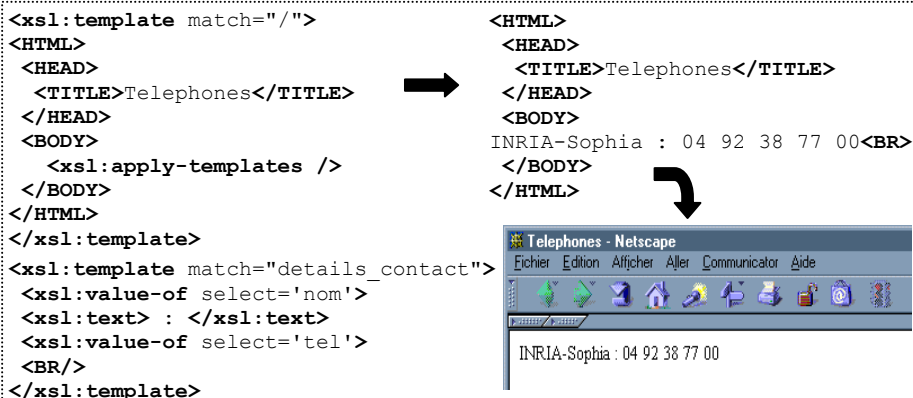 <xsl:template match="/">
<HTML>
<HEAD>
<TITLE>Telephones</TITLE>
</HEAD>
<BODY>
<xsl:apply-templates />
</BODY>
</HTML>
</xsl:template>
<xsl:template match="details_contact">
<xsl:value-of select='nom'>
<xsl:text> : </xsl:text>
<xsl:value-of select='tel'>
<BR/>
</xsl:template>
<HTML>
<HEAD>
<TITLE>Telephones</TITLE>
</HEAD>
<BODY>
INRIA-Sophia : 04 92 38 77 00<BR>
</BODY>
</HTML>
Telephones - Netscape
Fichier Edition Afficher Aller Communicator Aide
INRIA-Sophia : 04 92 38 77 00